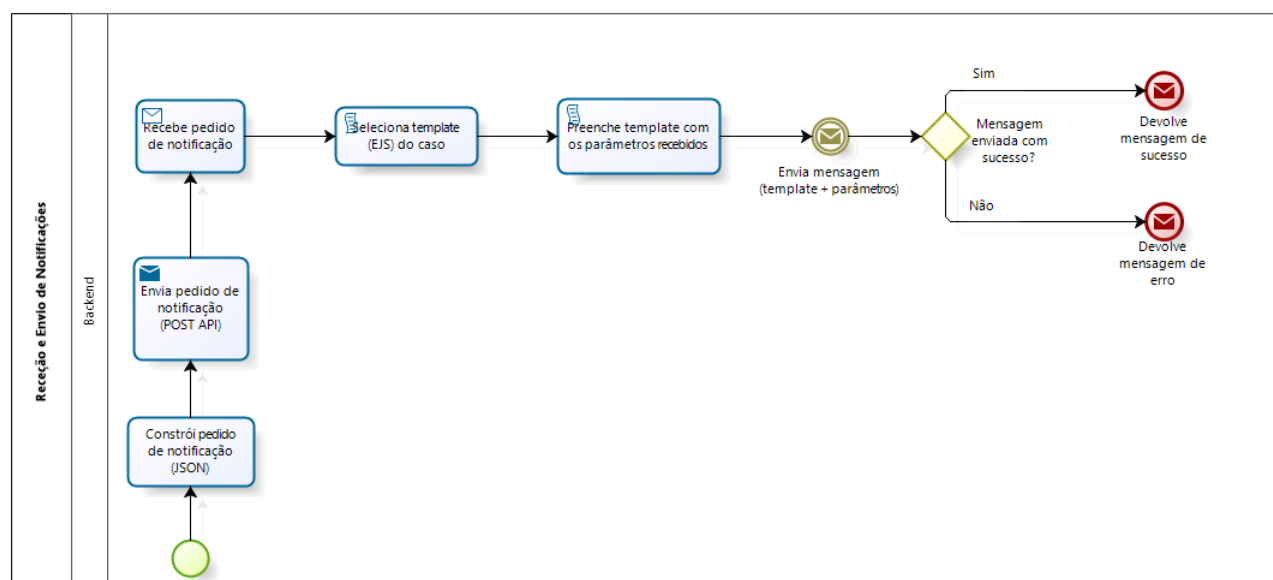 Receção e Envio de Notificações
Backend
Recebe pedido
de notificação
Seleciona template
(EJS) do caso
Preenche template com
os parâmetros recebidos
Envia mensagem
(template + parâmetros)
Mensagem
enviada com
sucesso?
Sim
Devolve
mensagem de
sucesso
Não
Devolve
mensagem de
erro
Envia pedido de
notificação
(POST API)
Constrói pedido
de notificação
(JSON)